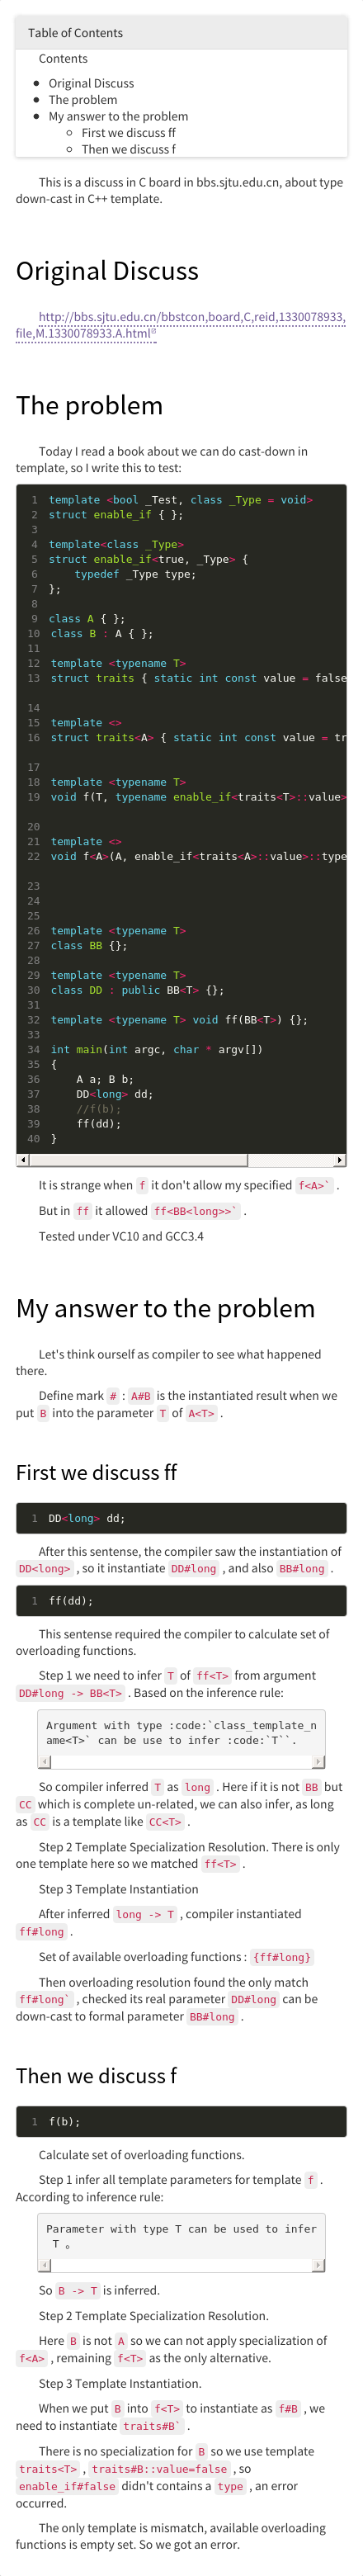 Table of Contents
Contents
Original Discuss
The problem
My answer to the problem
First we discuss ff
Then we discuss f
This is a discuss in C board in bbs.sjtu.edu.cn, about type
down-cast in C++ template.
Original Discuss
http://bbs.sjtu.edu.cn/bbstcon,board,C,reid,1330078933,
file,M.1330078933.A.html
The problem
Today I read a book about we can do cast-down in
template, so I write this to test:
1 template <bool _Test, class _Type = void>
2 struct enable_if { };
3
4 template<class _Type>
5 struct enable_if<true, _Type> {
6     typedef _Type type;
7 };
8
9 class A { };
10 class B : A { };
11
12 template <typename T>
13 struct traits { static int const value = false
14
15 template <>
16 struct traits<A> { static int const value = tr
17
18 template <typename T>
19 void f(T, typename enable_if<traits<T>::value>
20
21 template <>
22 void f<A>(A, enable_if<traits<A>::value>::type
23
24
25
26 template <typename T>
27 class BB {};
28
29 template <typename T>
30 class DD : public BB<T> {};
31
32 template <typename T> void ff(BB<T>) {};
33
34 int main(int argc, char * argv[])
35 {
36     A a; B b;
37     DD<long> dd;
38     //f(b);
39     ff(dd);
40 }
It is strange when f it don't allow my specified f<A>` .
But in ff it allowed ff<BB<long>>` .
Tested under VC10 and GCC3.4
My answer to the problem
Let's think ourself as compiler to see what happened
there.
Define mark # : A#B is the instantiated result when we
put B into the parameter T of A<T> .
First we discuss ff
1 DD<long> dd;
After this sentence, the compiler saw the instantiation of
DD<long> , so it instantiate DD#long , and also BB#long .
1 ff(dd);
This sentence required the compiler to calculate set of
overloading functions.
Step 1 we need to infer T of ff<T> from argument
DD#long -> BB<T> . Based on the inference rule:
Argument with type :code:`class_template_n
ame<T>` can be use to infer :code:`T``.
So compiler inferred T as long . Here if it is not BB but
CC which is complete un-related, we can also infer, as long
as CC is a template like CC<T> .
Step 2 Template Specialization Resolution. There is only
one template here so we matched ff<T> .
Step 3 Template Instantiation
After inferred long -> T , compiler instantiated
ff#long .
Set of available overloading functions : {ff#long}
Then overloading resolution found the only match
ff#long` , checked its real parameter DD#long can be
down-cast to formal parameter BB#long .
Then we discuss f
1 f(b);
Calculate set of overloading functions.
Step 1 infer all template parameters for template f .
According to inference rule:
Parameter with type T can be used to infer
T 。
So B -> T is inferred.
Step 2 Template Specialization Resolution.
Here B is not A so we can not apply specialization of
f<A> , remaining f<T> as the only alternative.
Step 3 Template Instantiation.
When we put B into f<T> to instantiate as f#B , we
need to instantiate traits#B` .
There is no specialization for B so we use template
traits<T> , traits#B::value=false , so
enable_if#false didn't contains a type , an error
occurred.
The only template is mismatch, available overloading
functions is empty set. So we got an error.